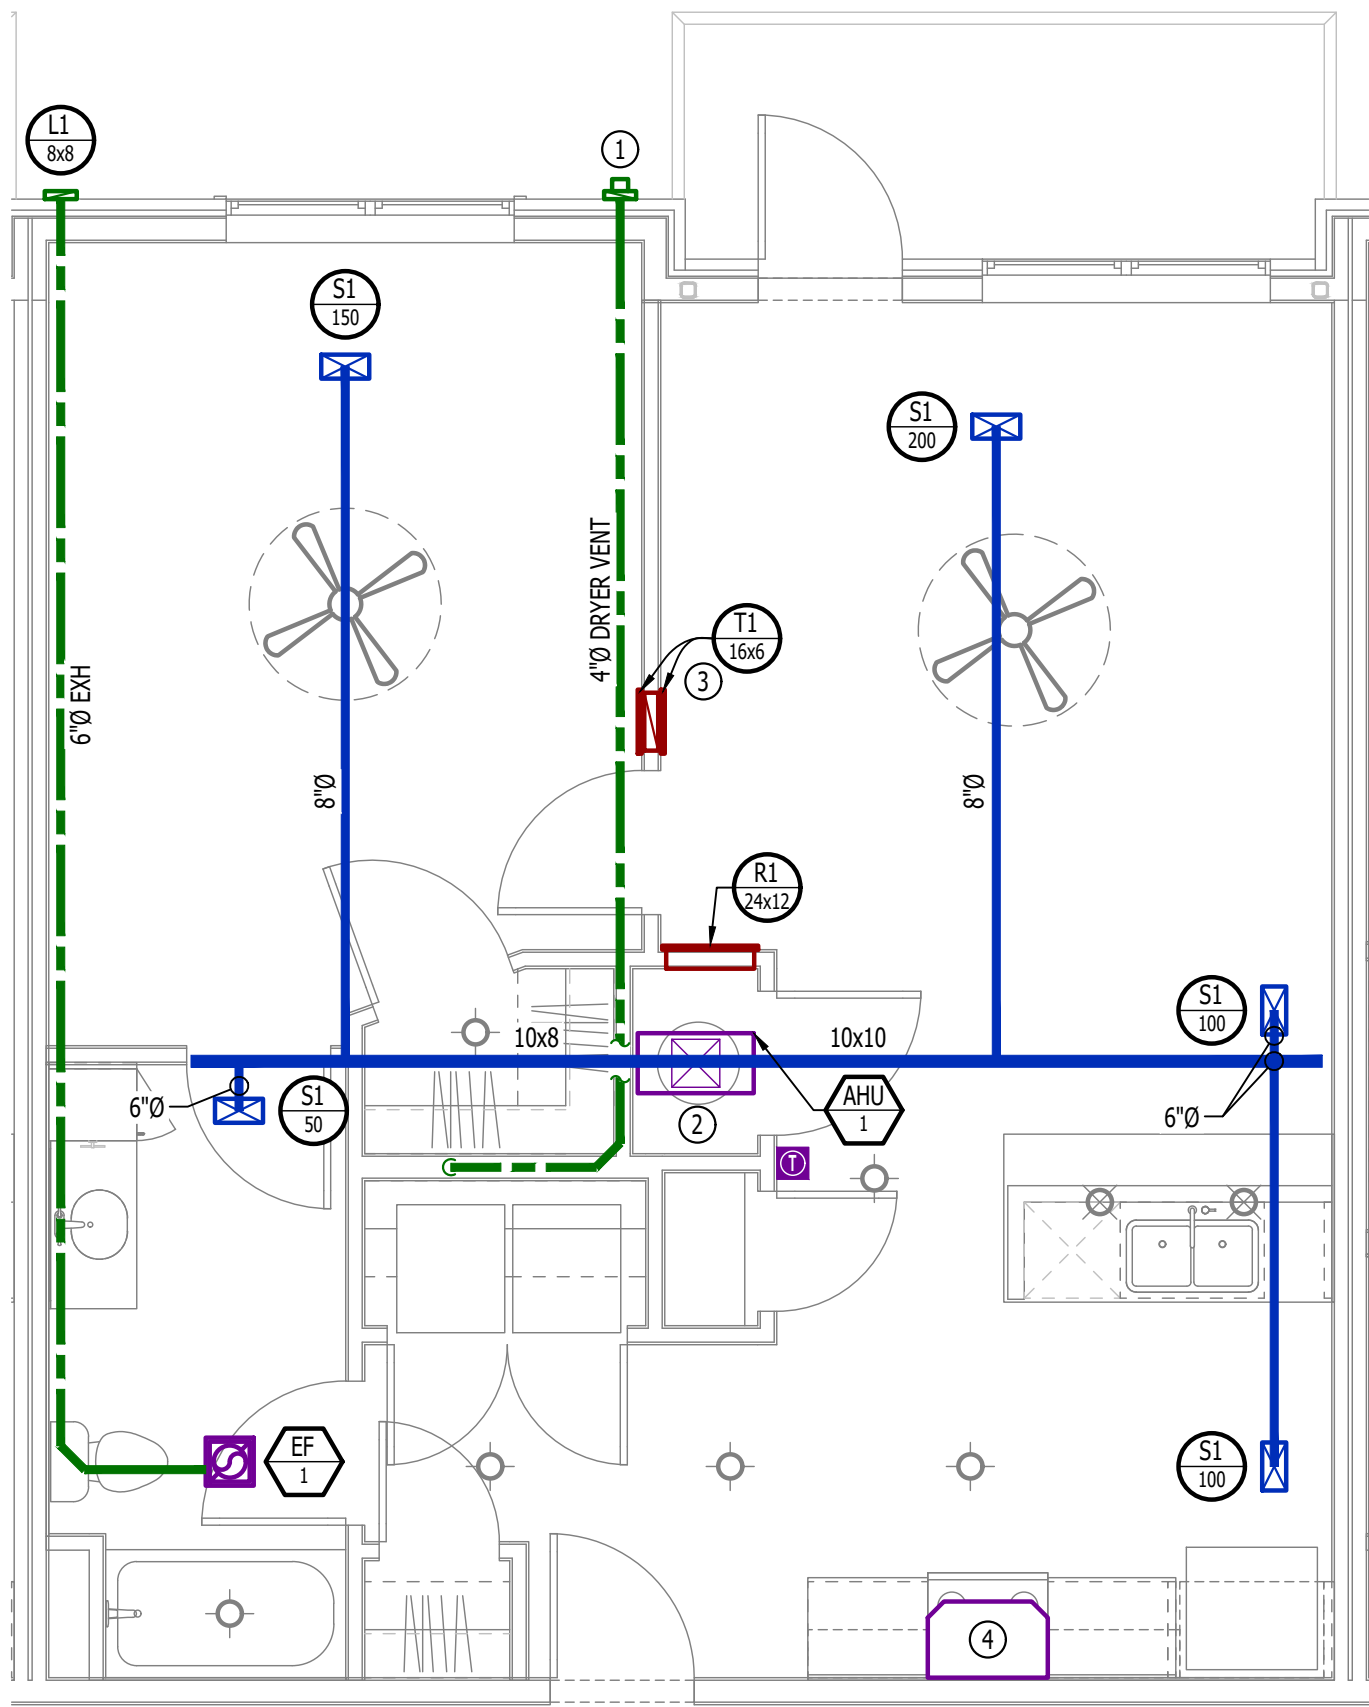 L1
8x8
1
S1
150
S1
200
4"Ø DRYER VENT
T1
16x6
3
6"Ø EXH
8"Ø
8"Ø
R1
24x12
S1
100
10x8
10x10
6"Ø
S1
50
2
AHU
1
6"Ø
T
EF
1
S1
100
4